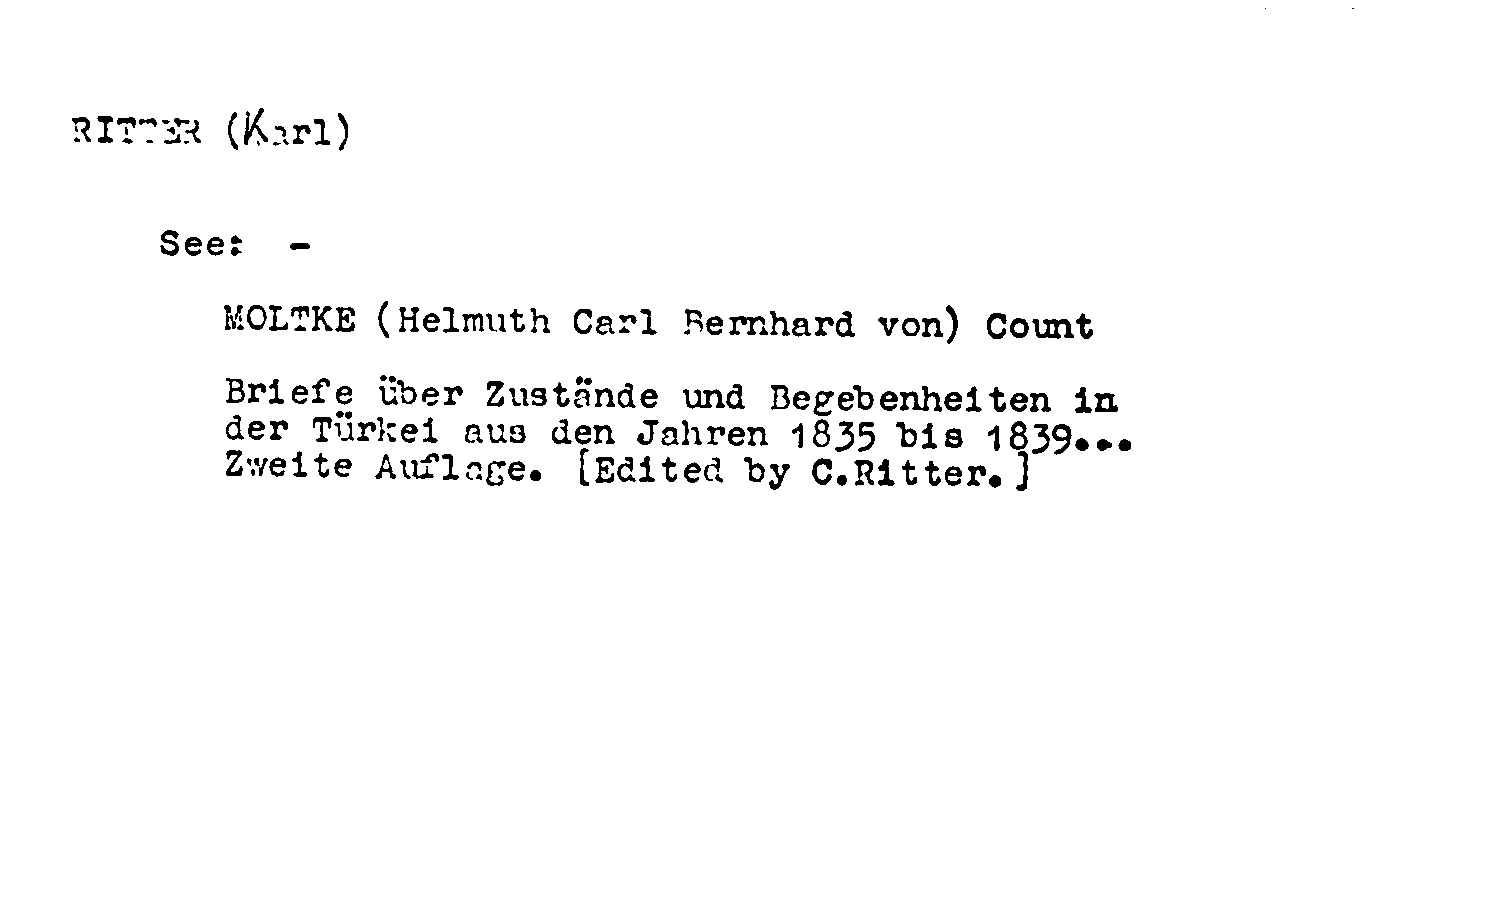 RITTER (Karl)
See: -
MOLTKE (Helmuth Carl Bernhard von) Count
Briefe über Zustände und Begebenheiten in
der Türkei aus den Jahren 1835 bis 1839...
Zweite Auflage. [Edited by C.Ritter.]